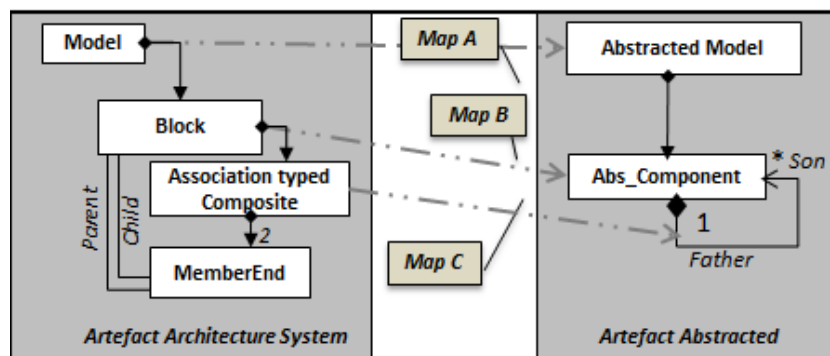 Model
Map A
Abstracted Model
Block
Map B
* Son
Association typed
Composite
Abs_Component
Parent
Child
2
1
MemberEnd
Map C
Father
Artefact Architecture System
Artefact Abstracted